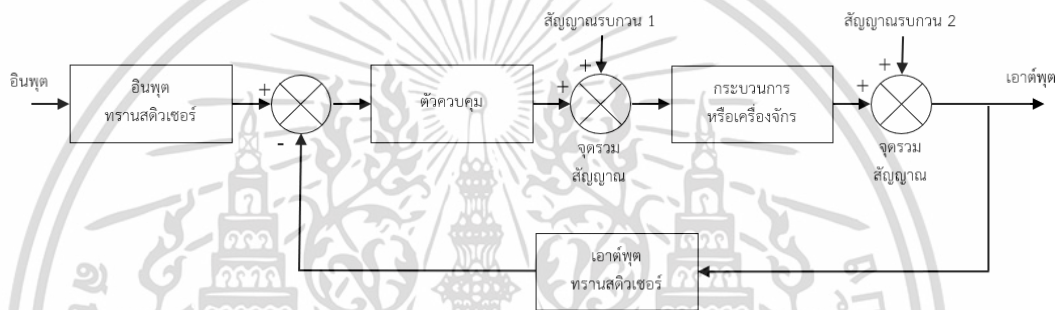 สัญญาณรบกวน 1
สัญญาณรบกวน 2
อินพุต
อินพุต
ทรานสดิวเซอร์
+
-
ตัวควบคุม
+
+
จุดรวม
สัญญาณ
กระบวนการ
หรือเครื่องจักร
+
+
จุดรวม
สัญญาณ
เอาต์พุต
เอาต์พุต
ทรานสดิวเซอร์